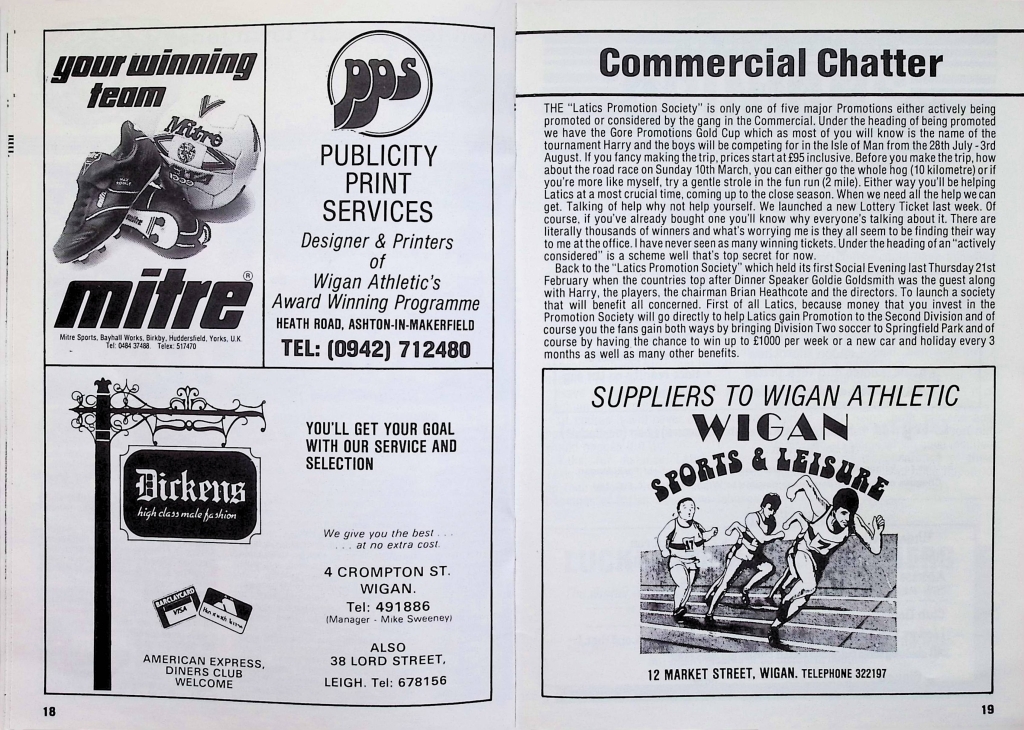 your winning
team
Mitre
mitre
mitre®
Mitre Sports, Bayhall Works, Birkby, Huddersfield, Yorks, U.K.
Tel: 0484 37488. Telex: 517470
pps
PUBLICITY
PRINT
SERVICES
Designer & Printers
of
Wigan Athletic's
Award Winning Programme
HEATH ROAD, ASHTON-IN-MAKERFIELD
TEL: (0942) 712480
Dickens
high class male fashion
YOU'LL GET YOUR GOAL
WITH OUR SERVICE AND
SELECTION
We give you the best . . .
. . . at no extra cost.
4 CROMPTON ST.
WIGAN.
Tel: 491886
(Manager - Mike Sweeney)
BARCLAYCARD
VISA
AMERICAN EXPRESS,
DINERS CLUB
WELCOME
ALSO
38 LORD STREET,
LEIGH. Tel: 678156
18
Commercial Chatter
THE "Latics Promotion Society" is only one of five major Promotions either actively being
promoted or considered by the gang in the Commercial. Under the heading of being promoted
we have the Gore Promotions Gold Cup which as most of you will know is the name of the
tournament Harry and the boys will be competing for in the Isle of Man from the 28th July - 3rd
August. If you fancy making the trip, prices start at £95 inclusive. Before you make the trip, how
about the road race on Sunday 10th March, you can either go the whole hog (10 kilometre) or if
you're more like myself, try a gentle strole in the fun run (2 mile). Either way you'll be helping
Latics at a most crucial time, coming up to the close season. When we need all the help we can
get. Talking of help why not help yourself. We launched a new Lottery Ticket last week. Of
course, if you've already bought one you'll know why everyone's talking about it. There are
literally thousands of winners and what's worrying me is they all seem to be finding their way
to me at the office. I have never seen as many winning tickets. Under the heading of an "actively
considered" is a scheme well that's top secret for now.
Back to the "Latics Promotion Society" which held its first Social Evening last Thursday 21st
February when the countries top after Dinner Speaker Goldie Goldsmith was the guest along
with Harry, the players, the chairman Brian Heathcote and the directors. To launch a society
that will benefit all concerned. First of all Latics, because money that you invest in the
Promotion Society will go directly to help Latics gain Promotion to the Second Division and of
course you the fans gain both ways by bringing Division Two soccer to Springfield Park and of
course by having the chance to win up to £1000 per week or a new car and holiday every 3
months as well as many other benefits.
SUPPLIERS TO WIGAN ATHLETIC
WIGAN
SPORTS & LEISURE
12 MARKET STREET, WIGAN. TELEPHONE 322197
19